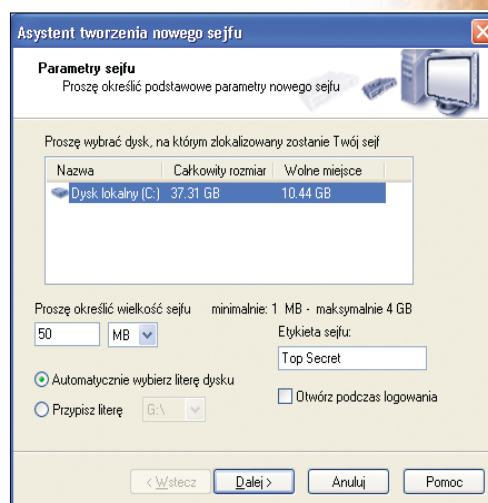 Asystent tworzenia nowego sejfu
Parametry sejfu
Proszę określić podstawowe parametry nowego sejfu
Proszę wybrać dysk, na którym zlokalizowany zostanie Twój sejf
Nazwa Całkowity rozmiar Wolne miejsce
Dysk lokalny (C:) 37.31 GB 10.44 GB
Proszę określić wielkość sejfu minimalnie: 1 MB - maksymalnie 4 GB
50 MB
Etykieta sejfu:
Top Secret
Automatycznie wybierz literę dysku
Otwórz podczas logowania
Przypisz literę G:\
< Wstecz Dalej > Anuluj Pomoc